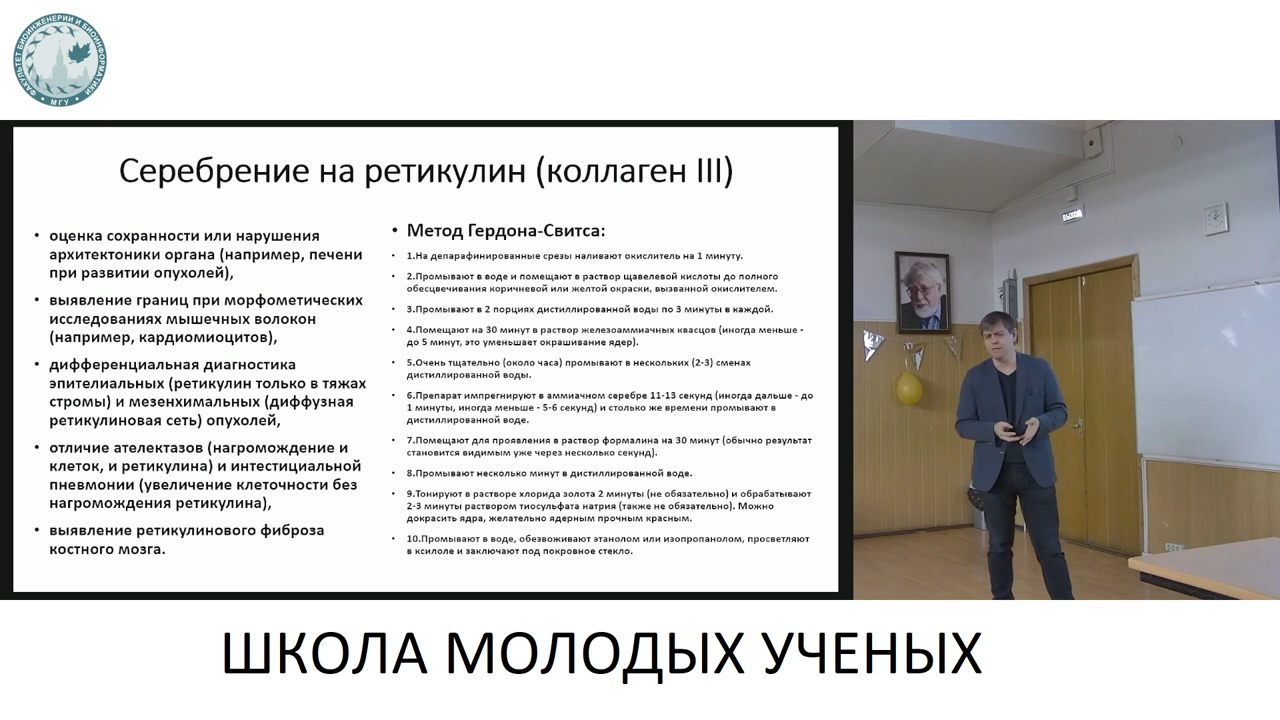 ФАКУЛЬТЕТ БИОИНЖЕНЕРИИ И БИОИНФОРМАТИКИ
МГУ
Серебрение на ретикулин (коллаген III)
• оценка сохранности или нарушения
архитектоники органа (например, печени
при развитии опухолей),
• выявление границ при морфометрических
исследованиях мышечных волокон
(например, кардиомиоцитов),
• дифференциальная диагностика
эпителиальных (ретикулин только в тяжах
стромы) и мезенхимальных (диффузная
ретикулиновая сеть) опухолей,
• отличие ателектазов (нагромождение и
клеток, и ретикулина) и интестициальной
пневмонии (увеличение клеточности без
нагромождения ретикулина),
• выявление ретикулинового фиброза
костного мозга.
• Метод Гердона-Свитса:
• 1.На депарафинированные срезы наливают окислитель на 1 минуту.
• 2.Промывают в воде и помещают в раствор щавелевой кислоты до полного
обесцвечивания коричневой или желтой окраски, вызванной окислителем.
• 3.Промывают в 2 порциях дистиллированной воды по 3 минуты в каждой.
• 4.Помещают на 30 минут в раствор железоаммиачных квасцов (иногда меньше -
до 5 минут, это уменьшает окрашивание ядер).
• 5.Очень тщательно (около часа) промывают в нескольких (2-3) сменах
дистиллированной воды.
• 6.Препарат импрегнируют в аммиачном серебре 11-13 секунд (иногда дальше - до
1 минуты, иногда меньше - 5-6 секунд) и столько же времени промывают в
дистиллированной воде.
• 7.Помещают для проявления в раствор формалина на 30 минут (обычно результат
становится видимым уже через несколько секунд).
• 8.Промывают несколько минут в дистиллированной воде.
• 9.Тонируют в растворе хлорида золота 2 минуты (не обязательно) и обрабатывают
2-3 минуты раствором тиосульфата натрия (также не обязательно). Можно
докрасить ядра, желательно ядерным прочным красным.
• 10.Промывают в воде, обезвоживают этанолом или изопропанолом, просветляют
в ксилоле и заключают под покровное стекло.
ВЫХОД
ШКОЛА МОЛОДЫХ УЧЕНЫХ